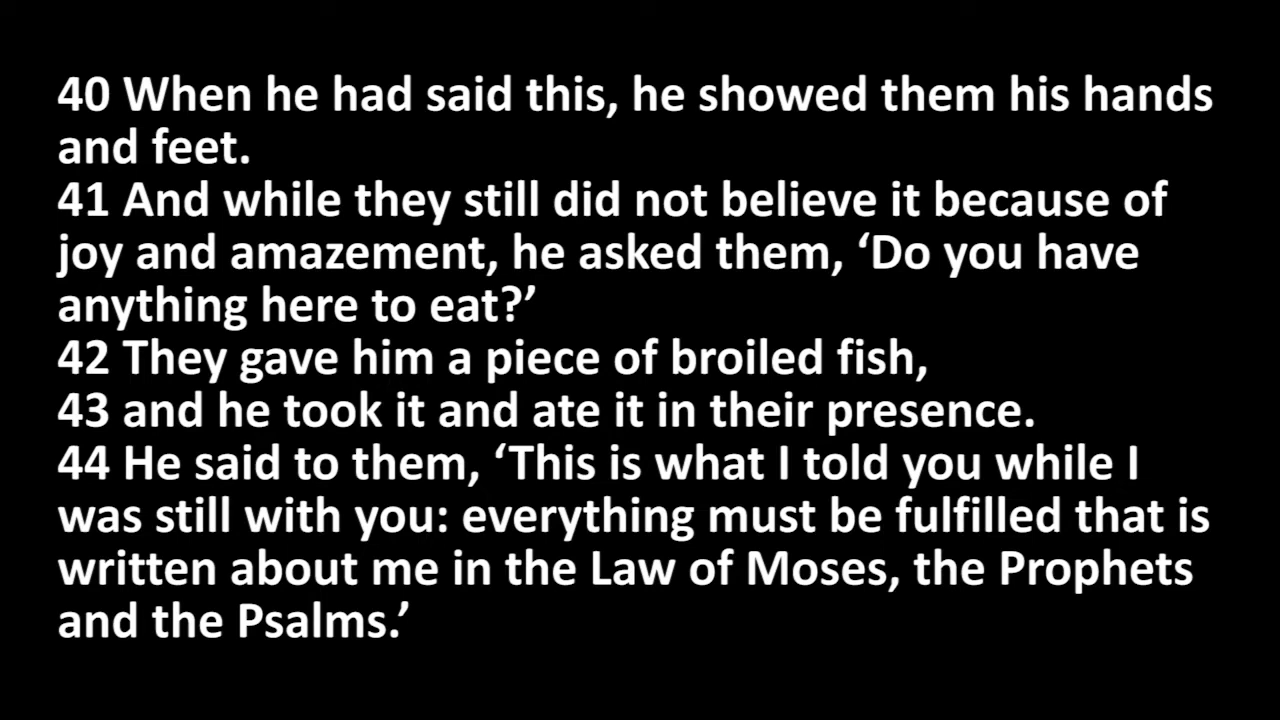 40 When he had said this, he showed them his hands
and feet.
41 And while they still did not believe it because of
joy and amazement, he asked them, ‘Do you have
anything here to eat?’
42 They gave him a piece of broiled fish,
43 and he took it and ate it in their presence.
44 He said to them, ‘This is what I told you while I
was still with you: everything must be fulfilled that is
written about me in the Law of Moses, the Prophets
and the Psalms.’